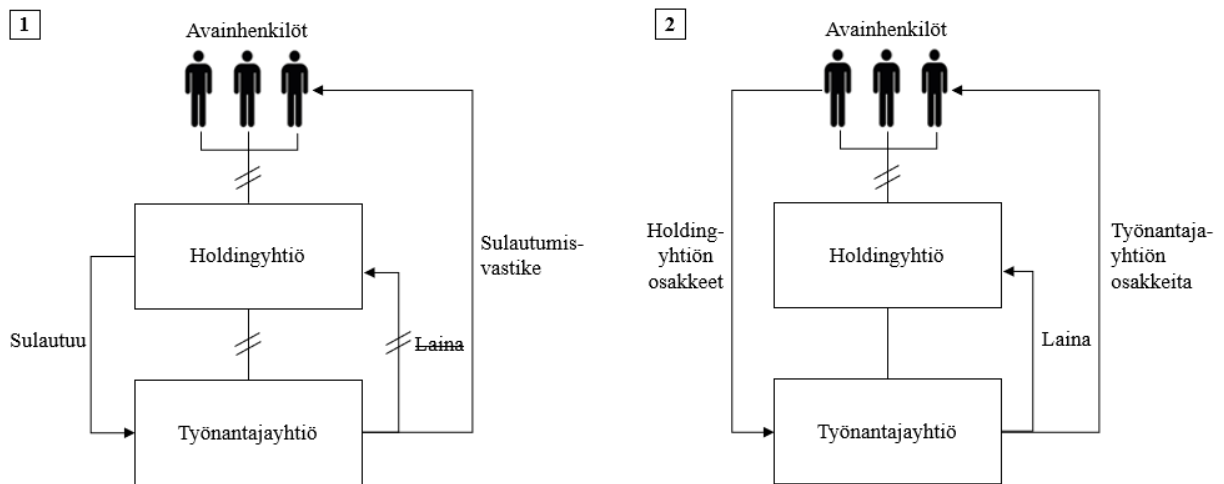 1
Avainhenkilöt
Holdingyhtiö
Sulautumis-
vastike
Sulautuu
Laina
Työnantajayhtiö
2
Avainhenkilöt
Holding-
yhtiön
osakkeet
Holdingyhtiö
Työnantaja-
yhtiön
osakkeita
Laina
Työnantajayhtiö